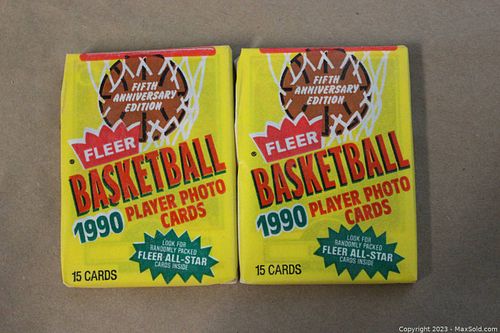 FIFTH
ANNIVERSARY
EDITION
FLEER
BASKETBALL
1990 PLAYER PHOTO
CARDS
LOOK FOR
RANDOMLY PACKED
FLEER ALL-STAR
CARDS INSIDE
15 CARDS
FIFTH
ANNIVERSARY
EDITION
FLEER
BASKETBALL
1990 PLAYER PHOTO
CARDS
LOOK FOR
RANDOMLY PACKED
FLEER ALL-STAR
CARDS INSIDE
15 CARDS
Copyright 2023 - MaxSold.com